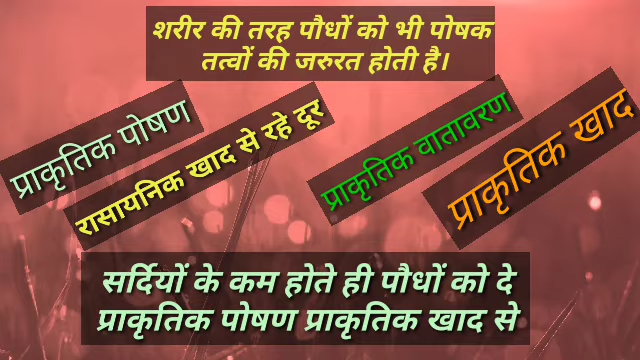 शरीर की तरह पौधों को भी पोषक
तत्वों की जरुरत होती है।
प्राकृतिक पोषण
रासायनिक खाद से रहे दूर
प्राकृतिक वातावरण
प्राकृतिक खाद
सर्दियों के कम होते ही पौधों को दे
प्राकृतिक पोषण प्राकृतिक खाद से